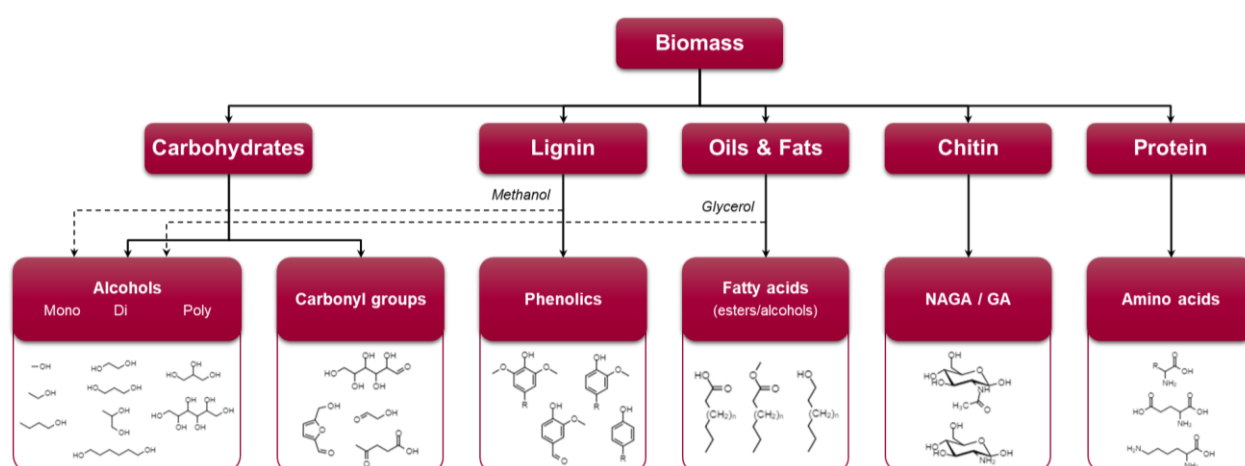 Biomass
Carbohydrates
Lignin
Oils & Fats
Chitin
Protein
Methanol
Glycerol
Alcohols
Mono Di Poly
Carbonyl groups
Phenolics
Fatty acids
(esters/alcohols)
NAGA / GA
Amino acids